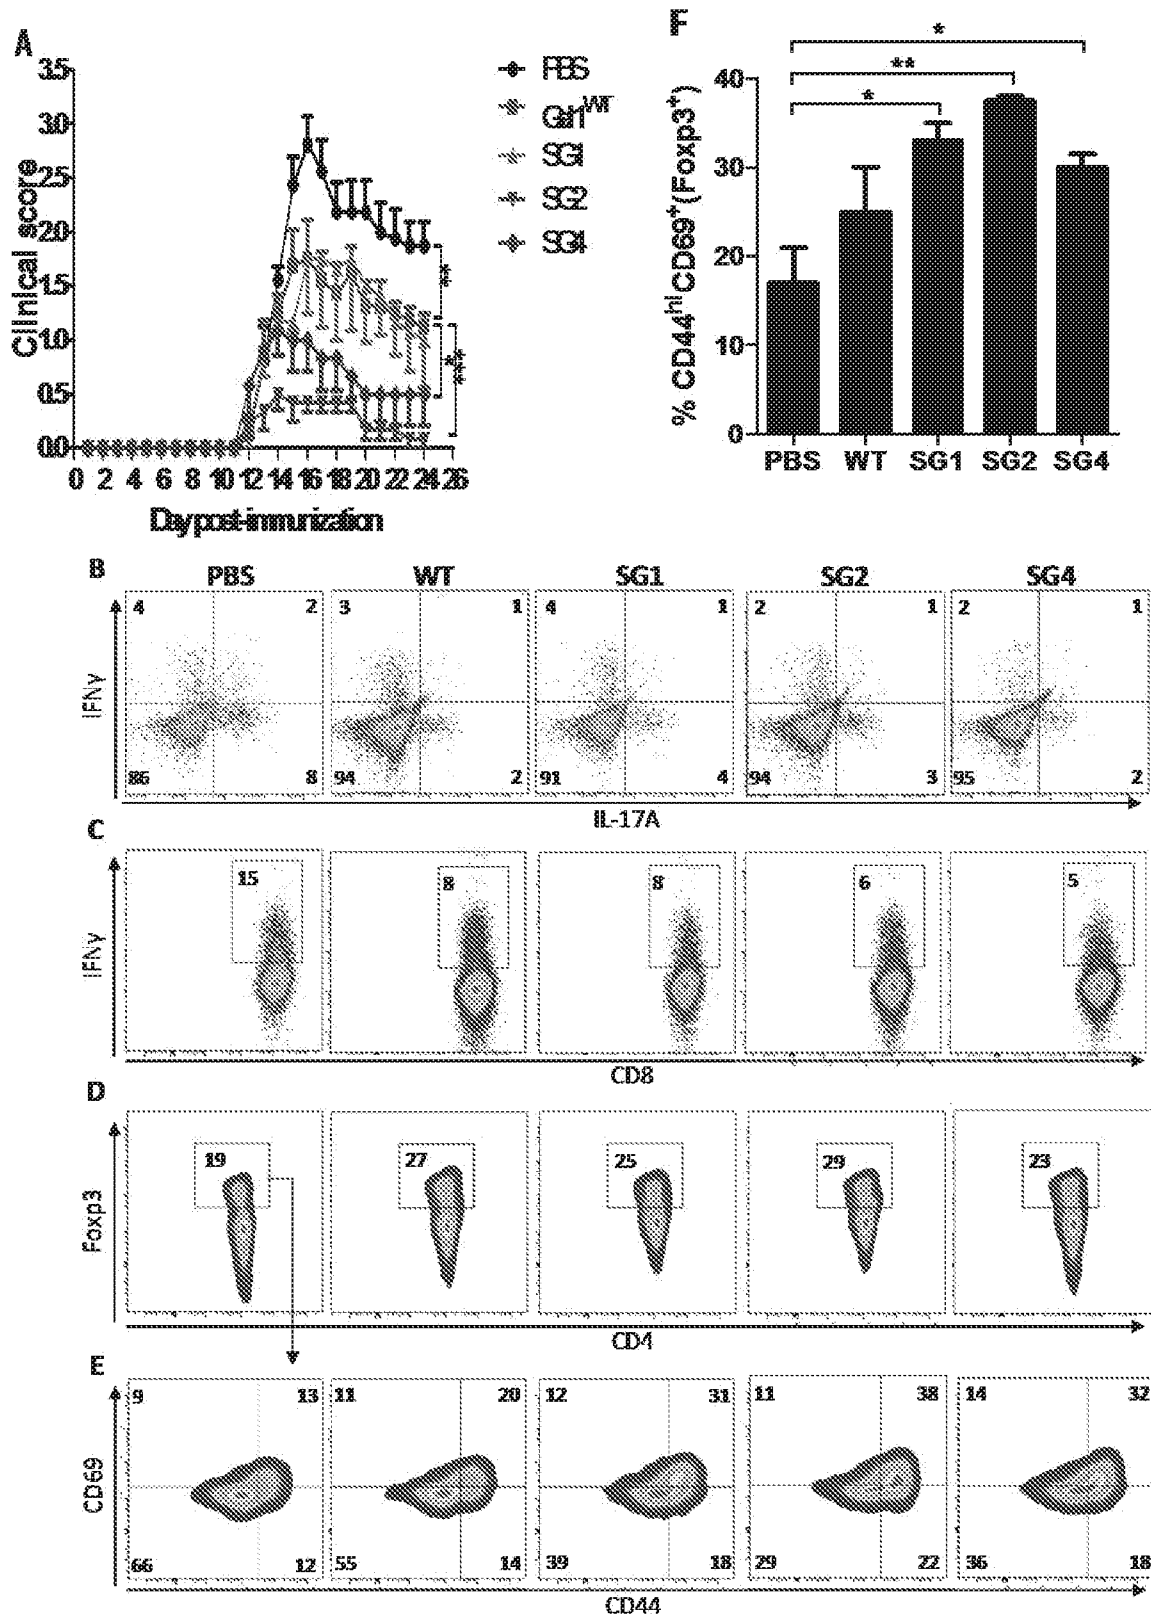 A
3.5
3.0
2.5
2.0
1.5
1.0
0.5
0.0
Clinical score
0 2 4 6 8 10 12 14 16 18 20 22 24 26
Day post-immunization
PBS
SG1
SG2
SG4
**
*
***
F
* 
**
*
40
30
20
10
0
% CD44hiCD69+(Foxp3+)
PBS WT SG1 SG2 SG4
B
PBS WT SG1 SG2 SG4
4 2 3 1 4 1 2 1 2 1
IFNγ
86 8 94 2 91 4 94 3 95 2
IL-17A
C
15 8 8 6 5
IFNγ
CD8
D
19 27 25 29 23
Foxp3
CD4
E
9 13 11 20 12 31 11 38 14 32
CD69
66 12 55 14 39 18 29 22 36 18
CD44